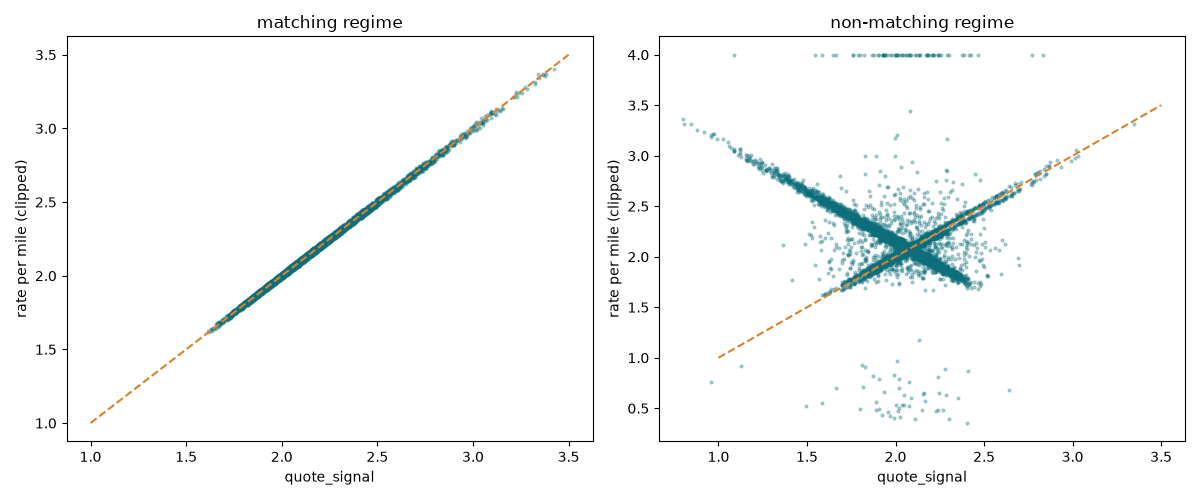 matching regime
3.5
3.0
2.5
2.0
1.5
1.0
rate per mile (clipped)
1.0 1.5 2.0 2.5 3.0 3.5
quote_signal
non-matching regime
4.0
3.5
3.0
2.5
2.0
1.5
1.0
0.5
rate per mile (clipped)
1.0 1.5 2.0 2.5 3.0 3.5
quote_signal